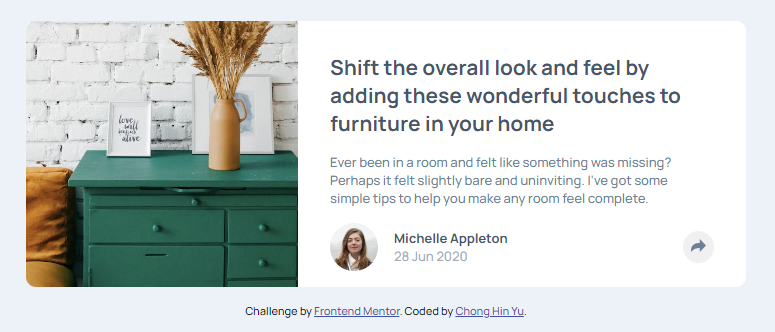 love
well
alive
Shift the overall look and feel by
adding these wonderful touches to
furniture in your home
Ever been in a room and felt like something was missing?
Perhaps it felt slightly bare and uninviting. I've got some
simple tips to help you make any room feel complete.
Michelle Appleton
28 Jun 2020
Challenge by Frontend Mentor. Coded by Chong Hin Yu.